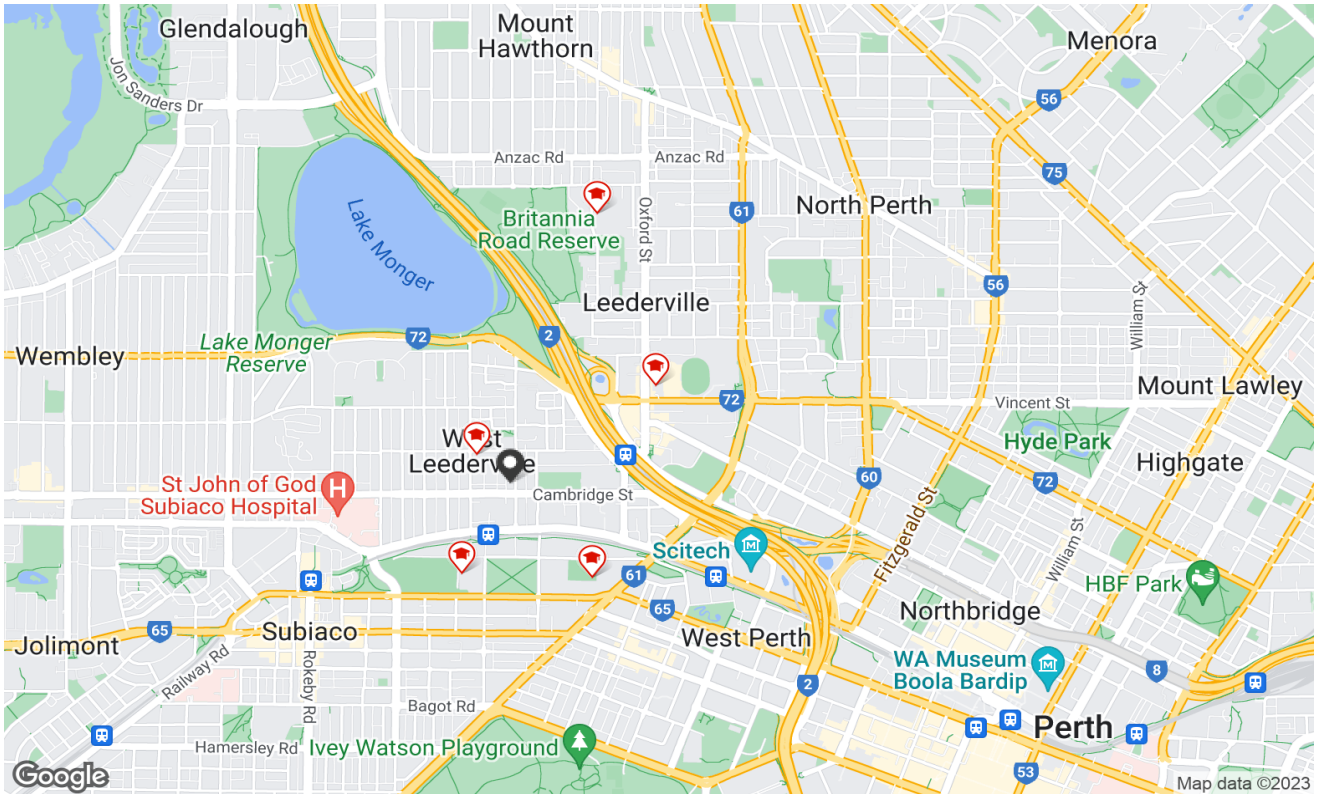 Glendalough
Mount
Hawthorn
Menora
Jon Sanders Dr
56
Anzac Rd
Anzac Rd
75
Lake Monger
Britannia
Road Reserve
Oxford St
61
North Perth
Leederville
56
William St
2
72
Lake Monger
Reserve
Wembley
Mount Lawley
72
Vincent St
Hyde Park
West
Leederville
Highgate
St John of God
Subiaco Hospital
H
Cambridge St
60
72
Fitzgerald St
William St
Scitech
61
HBF Park
65
Northbridge
65
Subiaco
West Perth
Jolimont
Railway Rd
Rokeby Rd
WA Museum
Boola Bardip
8
2
Bagot Rd
Perth
Hamersley Rd
Ivey Watson Playground
53
Google
Map data ©2023